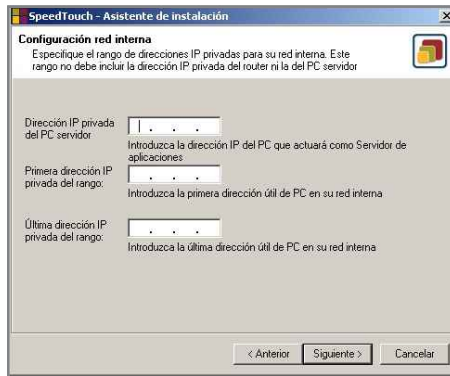 SpeedTouch - Asistente de instalación
Configuración red interna
Especifique el rango de direcciones IP privadas para su red interna. Este
rango no debe incluir la dirección IP privada del router ni la del PC servidor
Dirección IP privada
del PC servidor
Introduzca la dirección IP del PC que actuará como Servidor de
aplicaciones
Primera dirección IP
privada del rango:
Introduzca la primera dirección útil de PC en su red interna
Última dirección IP
privada del rango:
Introduzca la última dirección útil de PC en su red interna
< Anterior
Siguiente >
Cancelar